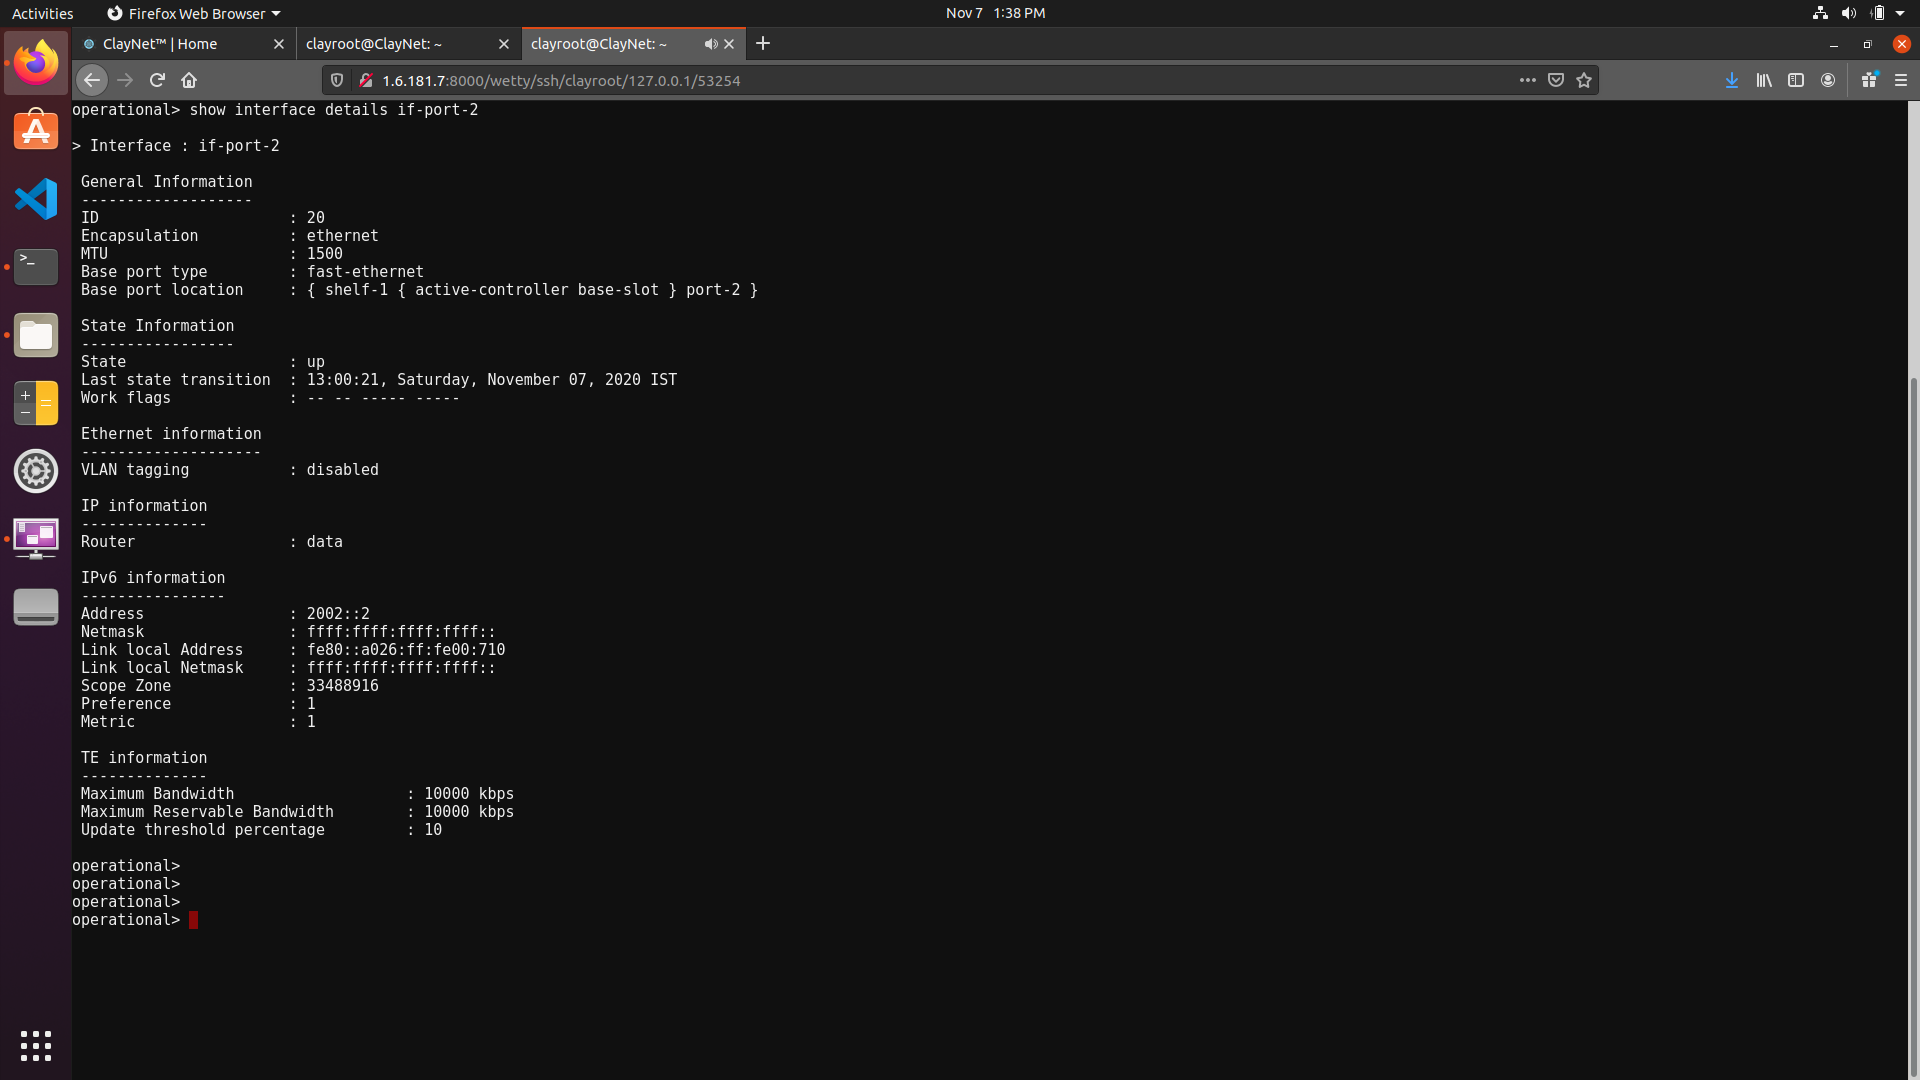 Activities
Firefox Web Browser
Nov 7 1:38 PM
ClayNet™ | Home
clayroot@ClayNet: ~
clayroot@ClayNet: ~
1.6.181.7:8000/wetty/ssh/clayroot/127.0.0.1/53254
operational> show interface details if-port-2
> Interface : if-port-2
General Information
-------------------
ID : 20
Encapsulation : ethernet
MTU : 1500
Base port type : fast-ethernet
Base port location : { shelf-1 { active-controller base-slot } port-2 }
State Information
-----------------
State : up
Last state transition : 13:00:21, Saturday, November 07, 2020 IST
Work flags : -- -- ----- -----
Ethernet information
--------------------
VLAN tagging : disabled
IP information
--------------
Router : data
IPv6 information
----------------
Address : 2002::2
Netmask : ffff:ffff:ffff:ffff::
Link local Address : fe80::a026:ff:fe00:710
Link local Netmask : ffff:ffff:ffff:ffff::
Scope Zone : 33488916
Preference : 1
Metric : 1
TE information
--------------
Maximum Bandwidth : 10000 kbps
Maximum Reservable Bandwidth : 10000 kbps
Update threshold percentage : 10
operational>
operational>
operational>
operational>